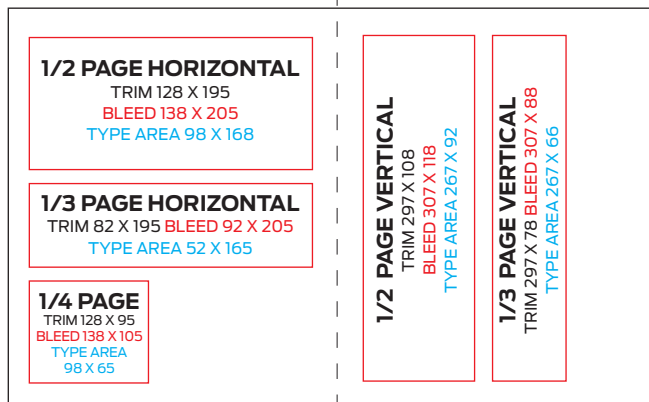 1/2 PAGE HORIZONTAL
TRIM 128 X 195
BLEED 138 X 205
TYPE AREA 98 X 168
1/3 PAGE HORIZONTAL
TRIM 82 X 195 BLEED 92 X 205
TYPE AREA 52 X 165
1/4 PAGE
TRIM 128 X 95
BLEED 138 X 105
TYPE AREA
98 X 65
1/2 PAGE VERTICAL
TRIM 297 X 108
BLEED 307 X 118
TYPE AREA 267 X 92
1/3 PAGE VERTICAL
TRIM 297 X 78 BLEED 307 X 88
TYPE AREA 267 X 66